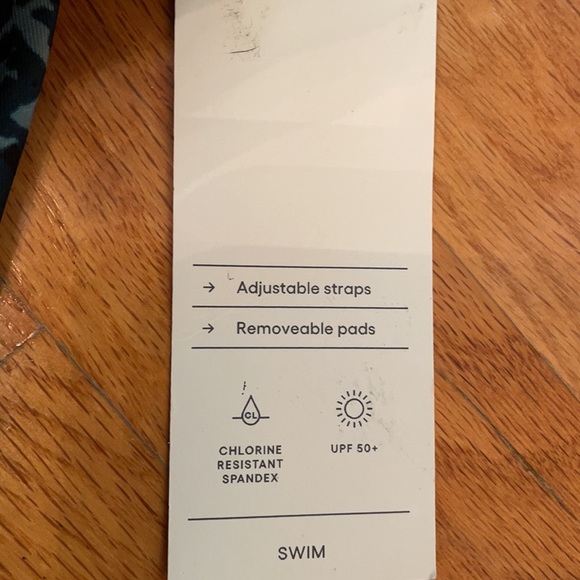 → Adjustable straps
→ Removeable pads
CL
CHLORINE
RESISTANT
SPANDEX
UPF 50+
SWIM